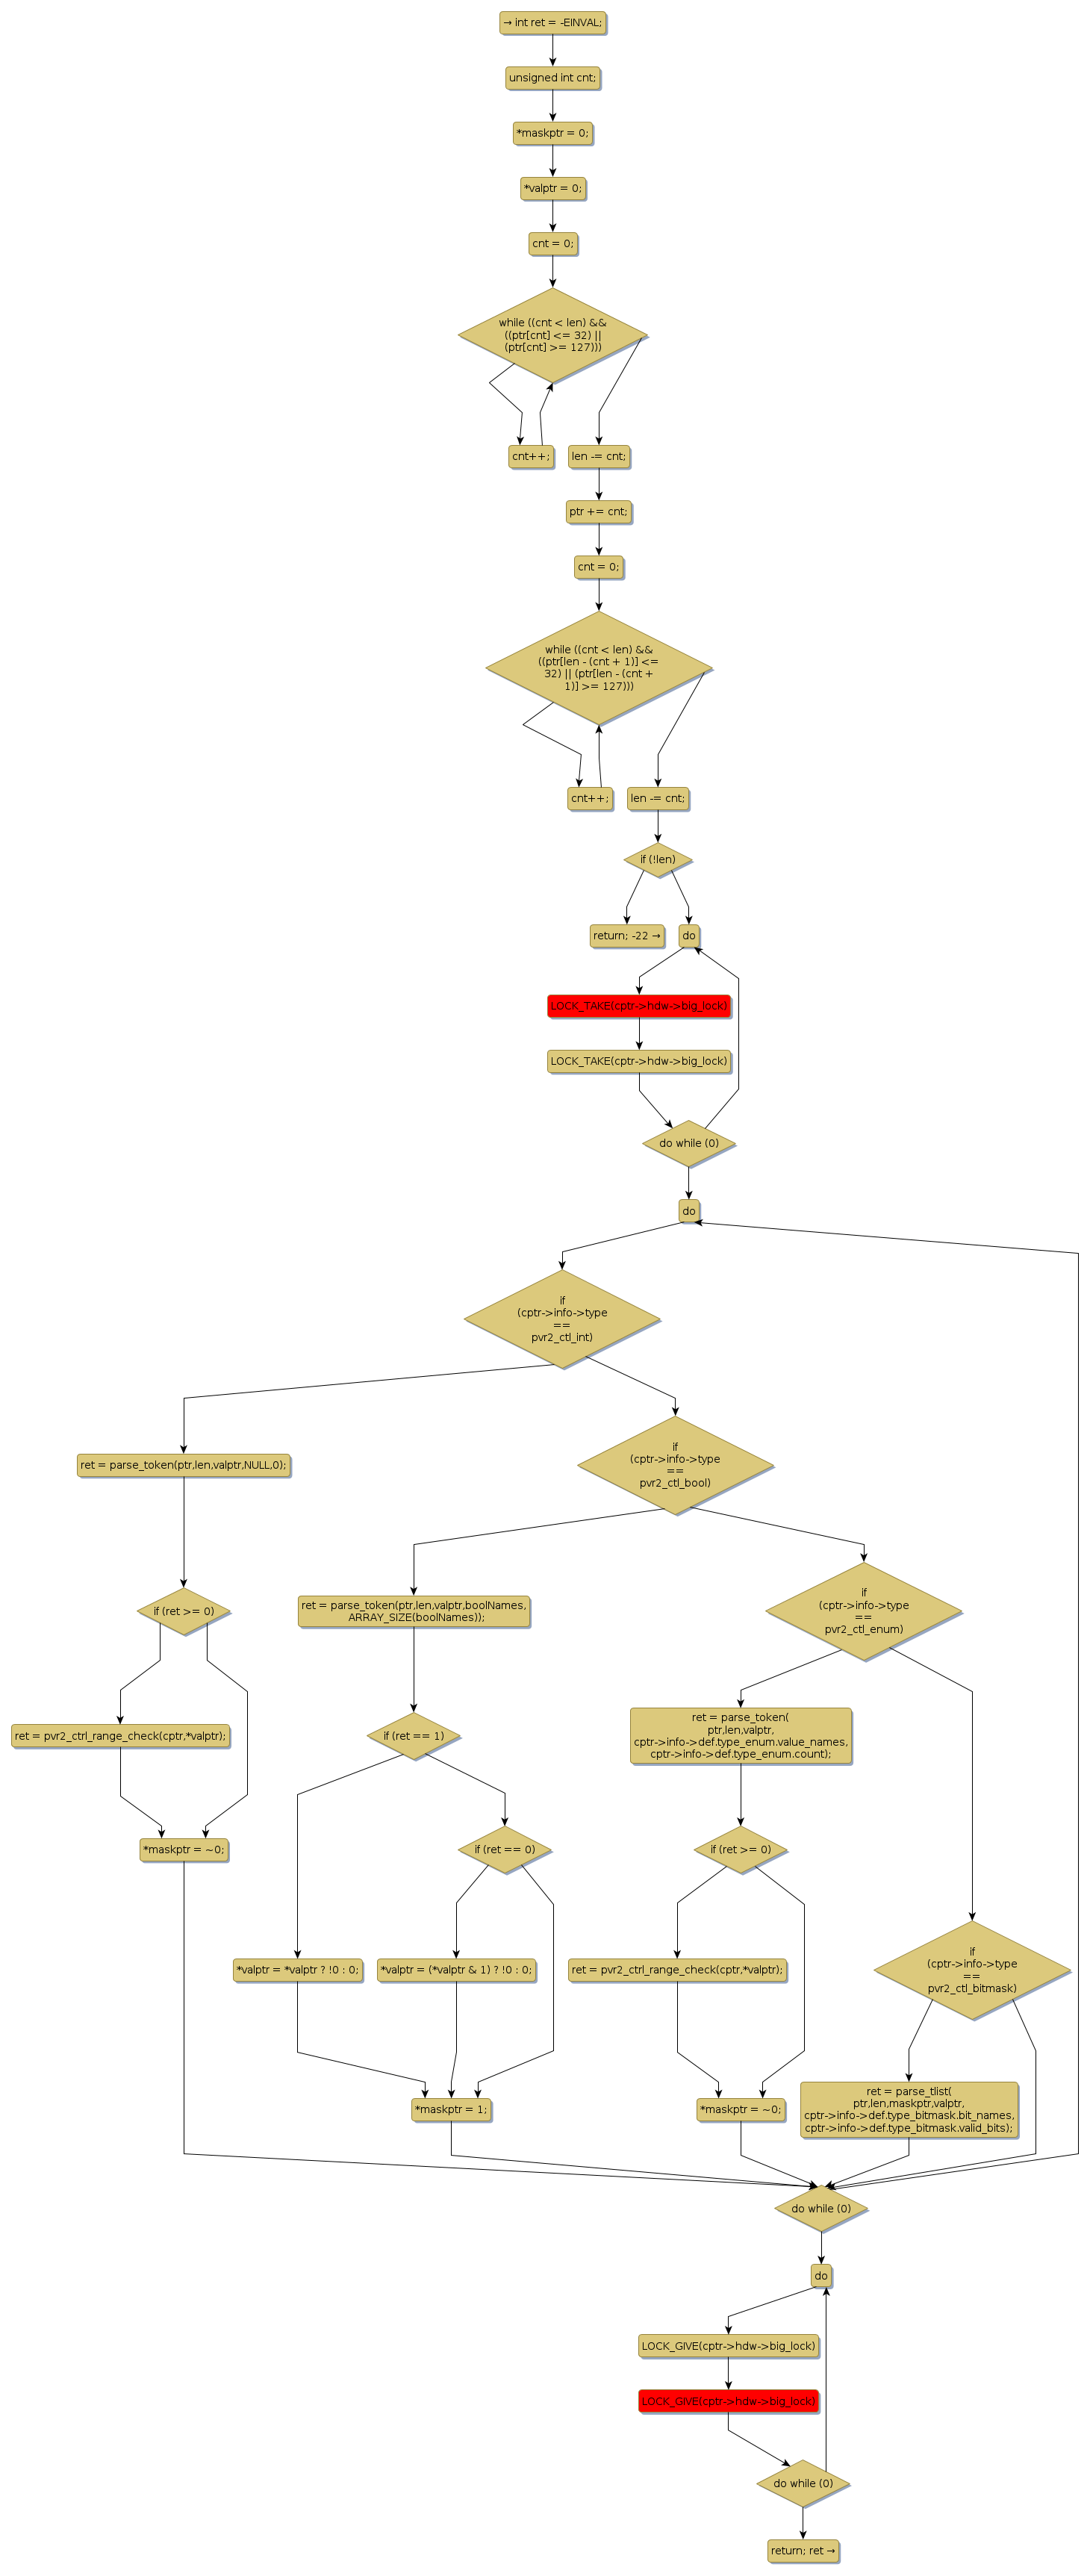 → int ret = -EINVAL;
unsigned int cnt;
*maskptr = 0;
*valptr = 0;
cnt = 0;
while ((cnt < len) &&
((ptr[cnt] <= 32) ||
(ptr[cnt] >= 127)))
cnt++;
len -= cnt;
ptr += cnt;
cnt = 0;
while ((cnt < len) &&
((ptr[len - (cnt + 1)] <=
32) || (ptr[len - (cnt +
1)] >= 127)))
cnt++;
len -= cnt;
if (!len)
return; -22 →
do
LOCK_TAKE(cptr->hdw->big_lock)
LOCK_TAKE(cptr->hdw->big_lock)
do while (0)
do
if
(cptr->info->type
==
pvr2_ctl_int)
ret = parse_token(ptr,len,valptr,NULL,0);
if
(cptr->info->type
==
pvr2_ctl_bool)
if (ret >= 0)
ret = parse_token(ptr,len,valptr,boolNames,
ARRAY_SIZE(boolNames));
if
(cptr->info->type
==
pvr2_ctl_enum)
ret = pvr2_ctrl_range_check(cptr,*valptr);
if (ret == 1)
ret = parse_token(
ptr,len,valptr,
cptr->info->def.type_enum.value_names,
cptr->info->def.type_enum.count);
*maskptr = ~0;
if (ret == 0)
if (ret >= 0)
*valptr = *valptr ? !0 : 0;
*valptr = (*valptr & 1) ? !0 : 0;
ret = pvr2_ctrl_range_check(cptr,*valptr);
if
(cptr->info->type
==
pvr2_ctl_bitmask)
*maskptr = 1;
*maskptr = ~0;
ret = parse_tlist(
ptr,len,maskptr,valptr,
cptr->info->def.type_bitmask.bit_names,
cptr->info->def.type_bitmask.valid_bits);
do while (0)
do
LOCK_GIVE(cptr->hdw->big_lock)
LOCK_GIVE(cptr->hdw->big_lock)
do while (0)
return; ret →